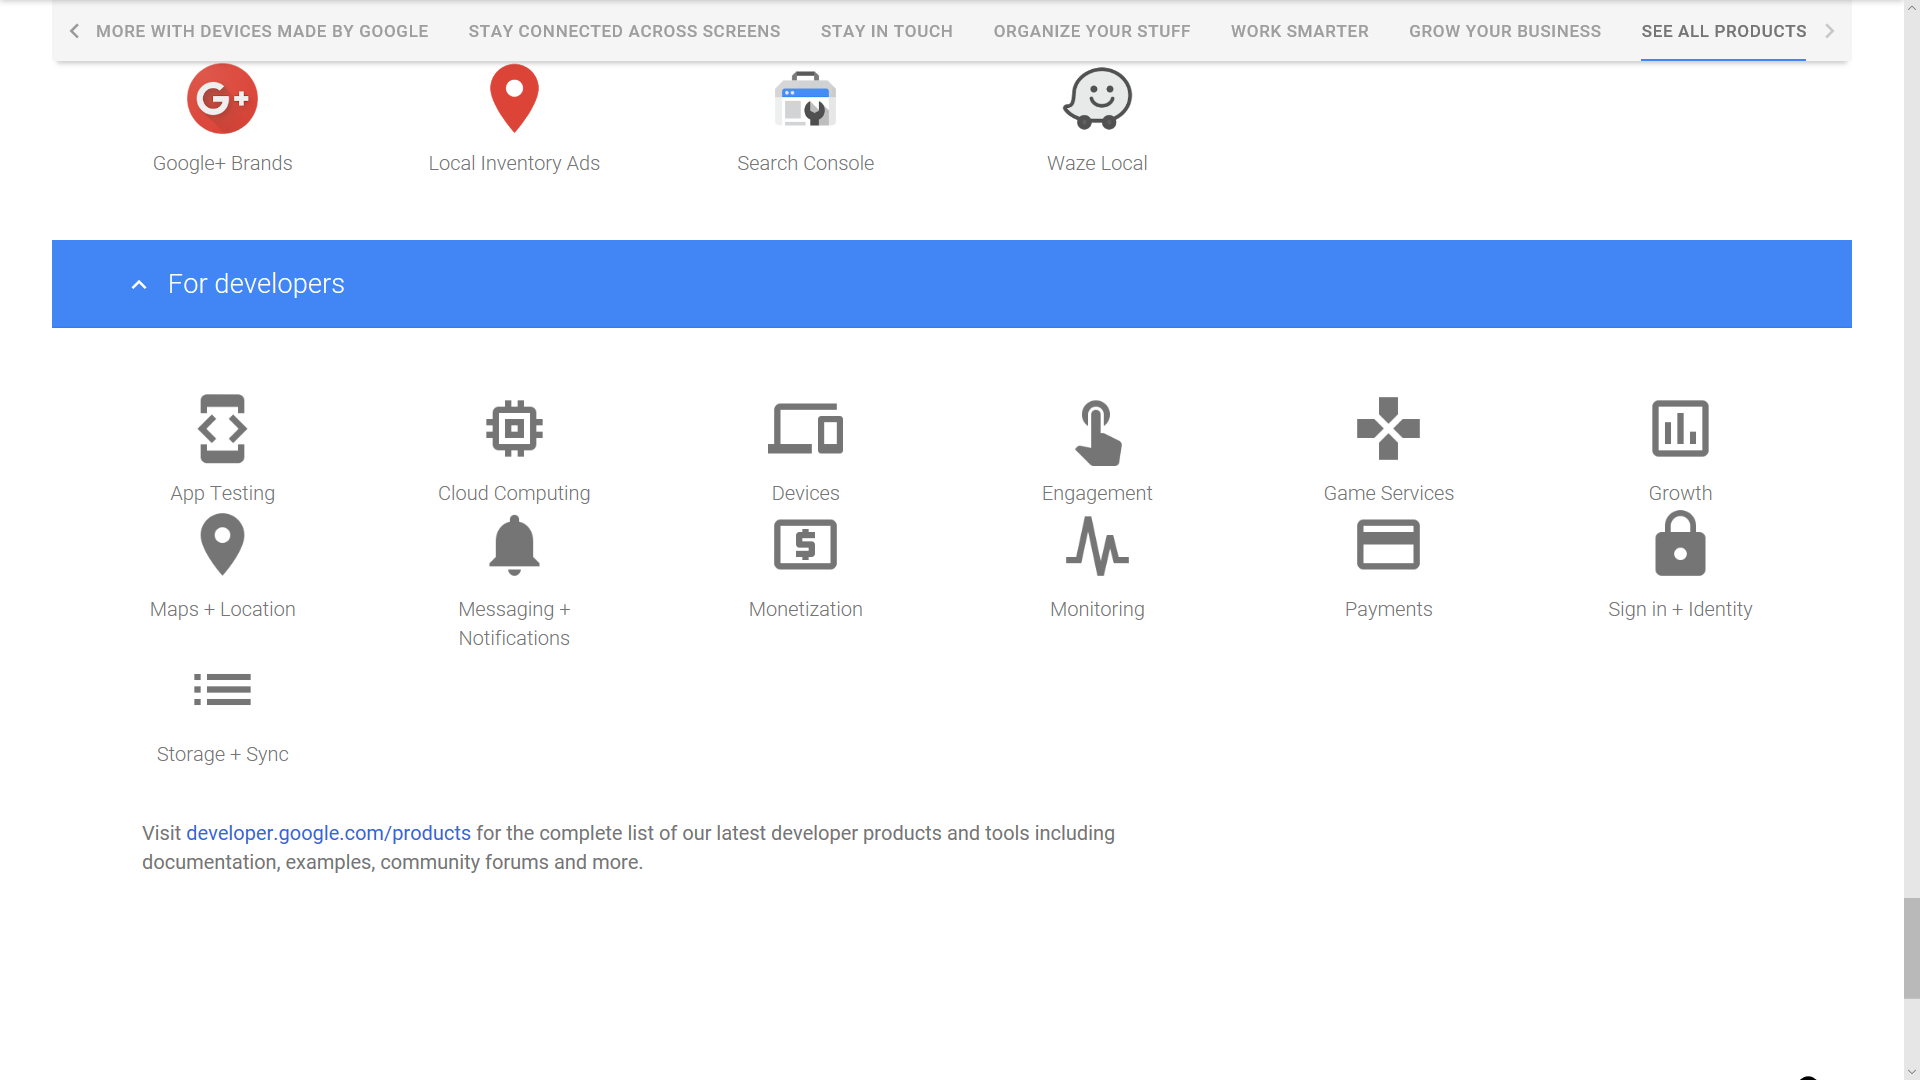 MORE WITH DEVICES MADE BY GOOGLE STAY CONNECTED ACROSS SCREENS STAY IN TOUCH ORGANIZE YOUR STUFF WORK SMARTER GROW YOUR BUSINESS SEE ALL PRODUCTS
G+
Google+ Brands Local Inventory Ads Search Console Waze Local
For developers
App Testing Cloud Computing Devices Engagement Game Services Growth
$
Maps + Location Messaging + Monetization Monitoring Payments Sign in + Identity
Notifications
Storage + Sync
Visit developer.google.com/products for the complete list of our latest developer products and tools including
documentation, examples, community forums and more.